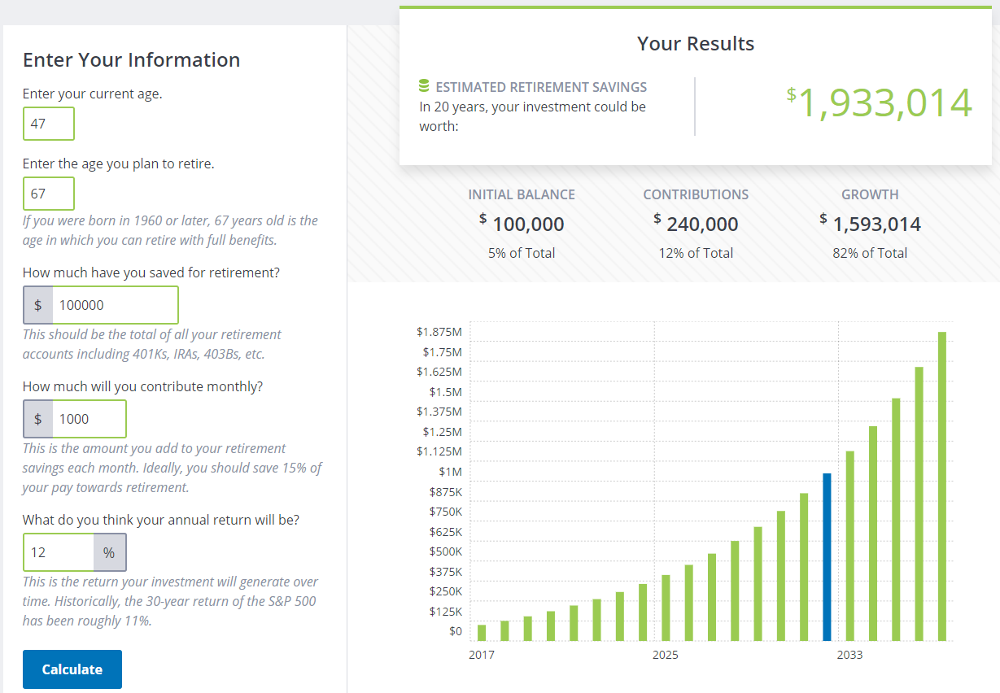 Enter Your Information
Enter your current age.
47
Enter the age you plan to retire.
67
If you were born in 1960 or later, 67 years old is the
age in which you can retire with full benefits.
How much have you saved for retirement?
$ 100000
This should be the total of all your retirement
accounts including 401Ks, IRAs, 403Bs, etc.
How much will you contribute monthly?
$ 1000
This is the amount you add to your retirement
savings each month. Ideally, you should save 15% of
your pay towards retirement.
What do you think your annual return will be?
12 %
This is the return your investment will generate over
time. Historically, the 30-year return of the S&P 500
has been roughly 11%.
Calculate
Your Results
ESTIMATED RETIREMENT SAVINGS
In 20 years, your investment could be
worth:
$1,933,014
INITIAL BALANCE CONTRIBUTIONS GROWTH
$ 100,000 $ 240,000 $ 1,593,014
5% of Total 12% of Total 82% of Total
$1.875M
$1.75M
$1.625M
$1.5M
$1.375M
$1.25M
$1.125M
$1M
$875K
$750K
$625K
$500K
$375K
$250K
$125K
$0
2017 2025 2033